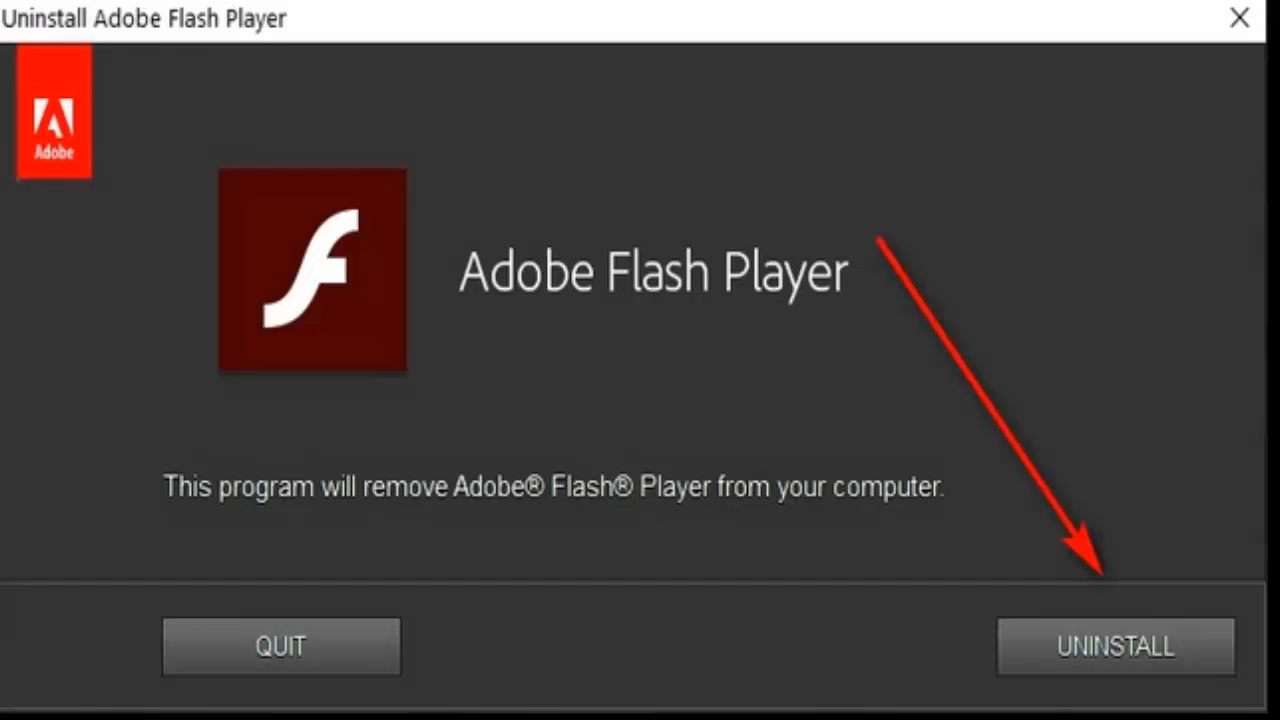 Uninstall Adobe Flash Player
Adobe
Adobe Flash Player
This program will remove Adobe® Flash® Player from your computer.
QUIT
UNINSTALL